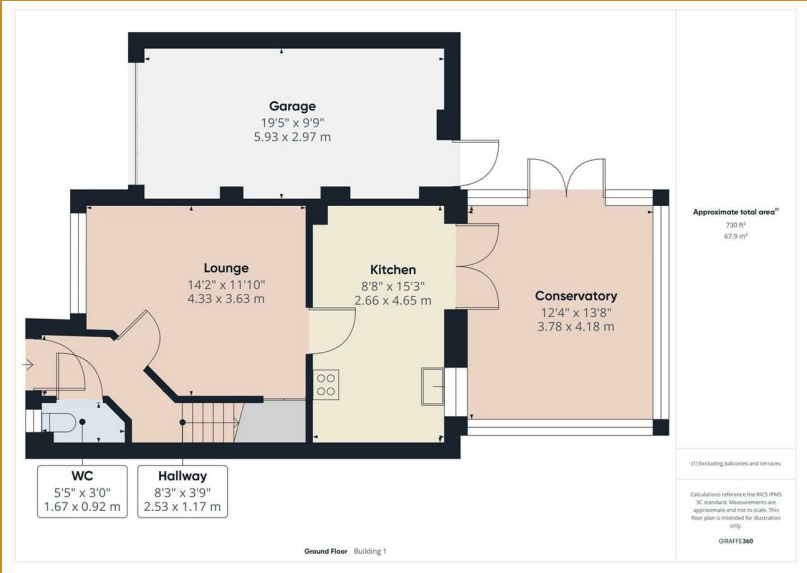 Garage
19'5" x 9'9"
5.93 x 2.97 m
Lounge
14'2" x 11'10"
4.33 x 3.63 m
Kitchen
8'8" x 15'3"
2.66 x 4.65 m
Conservatory
12'4" x 13'8"
3.78 x 4.18 m
WC
5'5" x 3'0"
1.67 x 0.92 m
Hallway
8'3" x 3'9"
2.53 x 1.17 m
Ground Floor Building 1
Approximate total area⁽¹⁾
730 ft²
67.9 m²
(1) Excluding balconies and terraces
Calculations reference the RICS IPMS
3C standard. Measurements are
approximate and not to scale. This
floor plan is intended for illustration
only.
GIRAFFE360